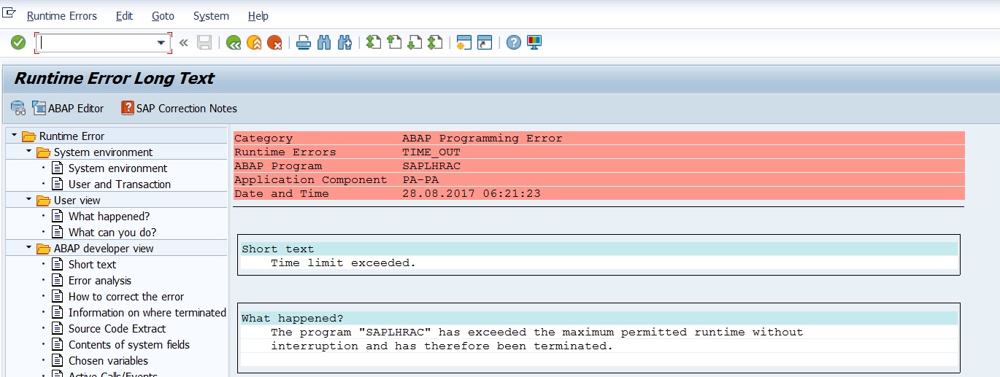 Runtime Errors Edit Goto System Help
Runtime Error Long Text
ABAP Editor SAP Correction Notes
Runtime Error
System environment
System environment
User and Transaction
User view
What happened?
What can you do?
ABAP developer view
Short text
Error analysis
How to correct the error
Information on where terminated
Source Code Extract
Contents of system fields
Chosen variables
Active Calls/Events
Category ABAP Programming Error
Runtime Errors TIME_OUT
ABAP Program SAPLHRAC
Application Component PA-PA
Date and Time 28.08.2017 06:21:23
Short text
Time limit exceeded.
What happened?
The program "SAPLHRAC" has exceeded the maximum permitted runtime without
interruption and has therefore been terminated.